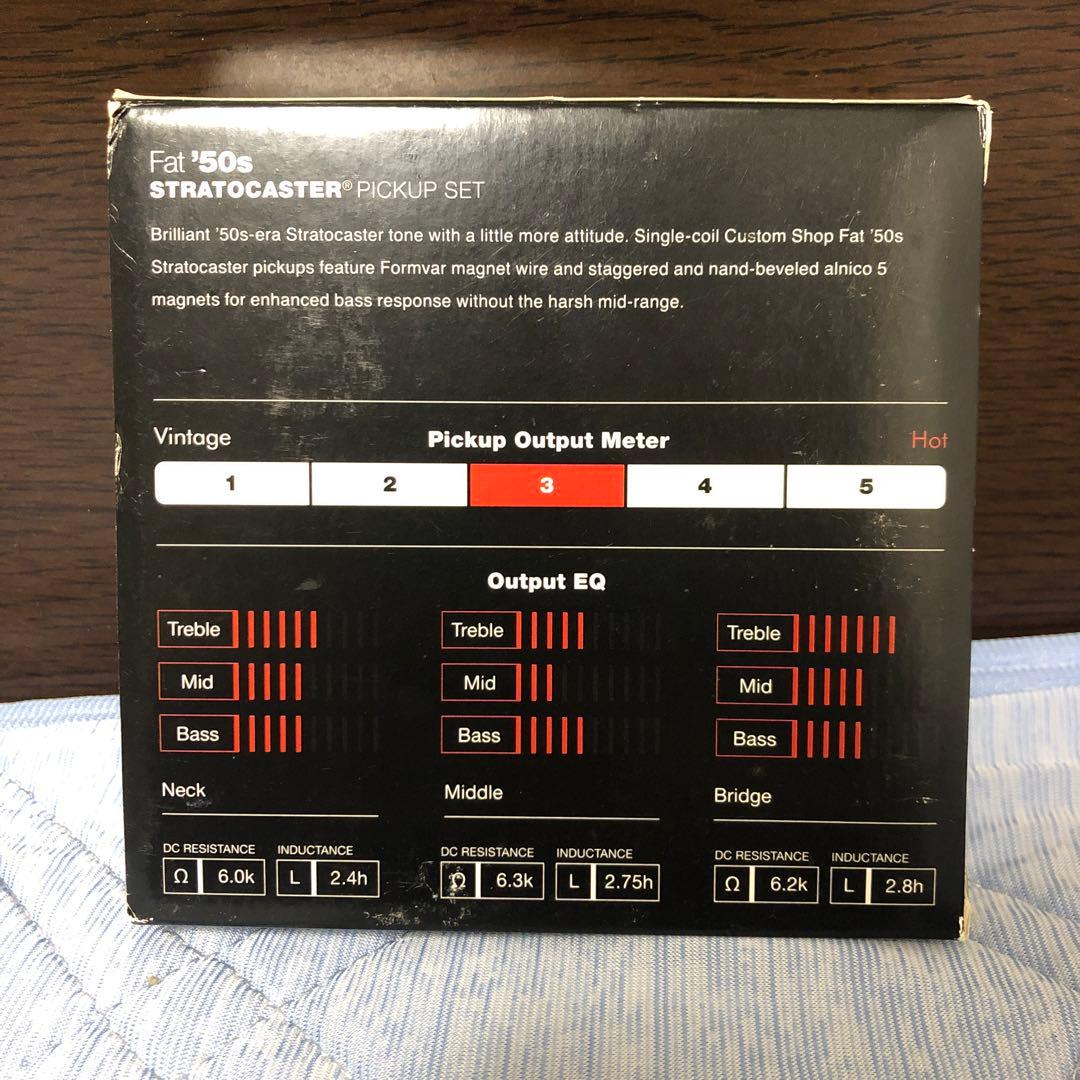 Fat '50s
STRATOCASTER® PICKUP SET
Brilliant '50s-era Stratocaster tone with a little more attitude. Single-coil Custom Shop Fat '50s
Stratocaster pickups feature Formvar magnet wire and staggered and hand-beveled alnico 5
magnets for enhanced bass response without the harsh mid-range.
Vintage Pickup Output Meter Hot
1 2 3 4 5
Output EQ
Treble Treble Treble
Mid Mid Mid
Bass Bass Bass
Neck Middle Bridge
DC RESISTANCE INDUCTANCE DC RESISTANCE INDUCTANCE DC RESISTANCE INDUCTANCE
Ω 6.0k L 2.4h Ω 6.3k L 2.75h Ω 6.2k L 2.8h